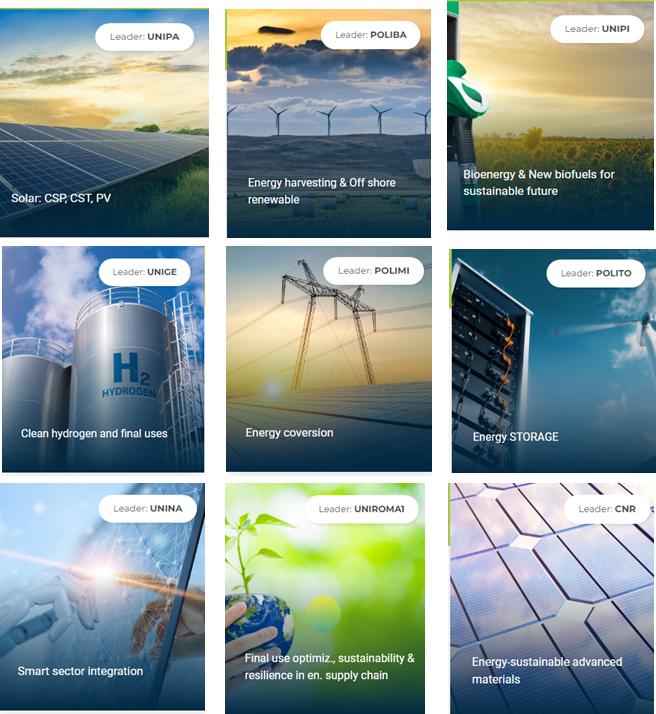 Leader: UNIPA
Solar: CSP, CST, PV
Leader: POLIBA
Energy harvesting & Off shore
renewable
Leader: UNIPI
Bioenergy & New biofuels for
sustainable future
Leader: UNIGE
H2
HYDROGEN
Clean hydrogen and final uses
Leader: POLIMI
Energy coversion
Leader: POLITO
Energy STORAGE
Leader: UNINA
Smart sector integration
Leader: UNIROMA1
Final use optimiz., sustainability &
resilience in en. supply chain
Leader: CNR
Energy-sustainable advanced
materials